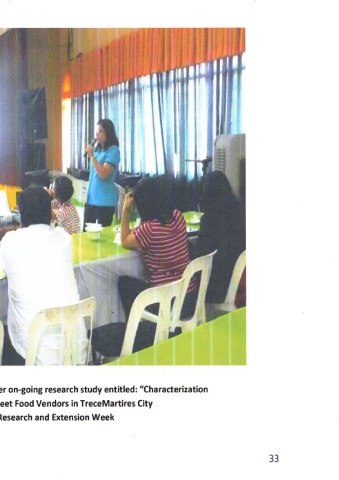 er on-going research study entitled: "Characterization
eet Food Vendors in TreceMartires City
Research and Extension Week
33